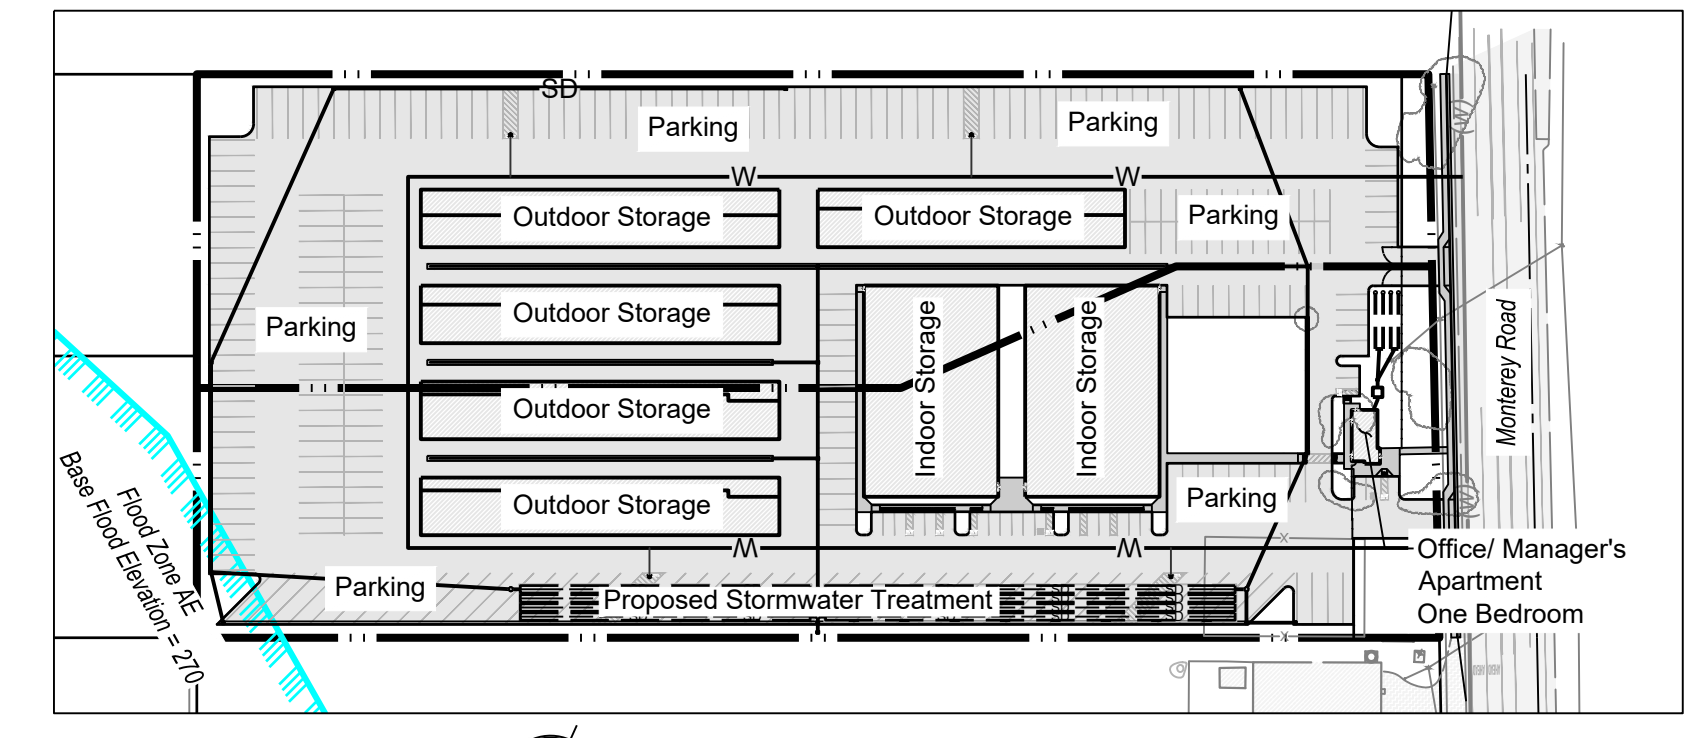 SD
Parking
Parking
W
W
Outdoor Storage
Outdoor Storage
Parking
Outdoor Storage
Parking
Indoor Storage
Indoor Storage
Monterey Road
W
W
Outdoor Storage
Outdoor Storage
Parking
Flood Zone AE
Base Flood Elevation = 270
W
W
Parking
Proposed Stormwater Treatment
Office/ Manager's
Apartment
One Bedroom